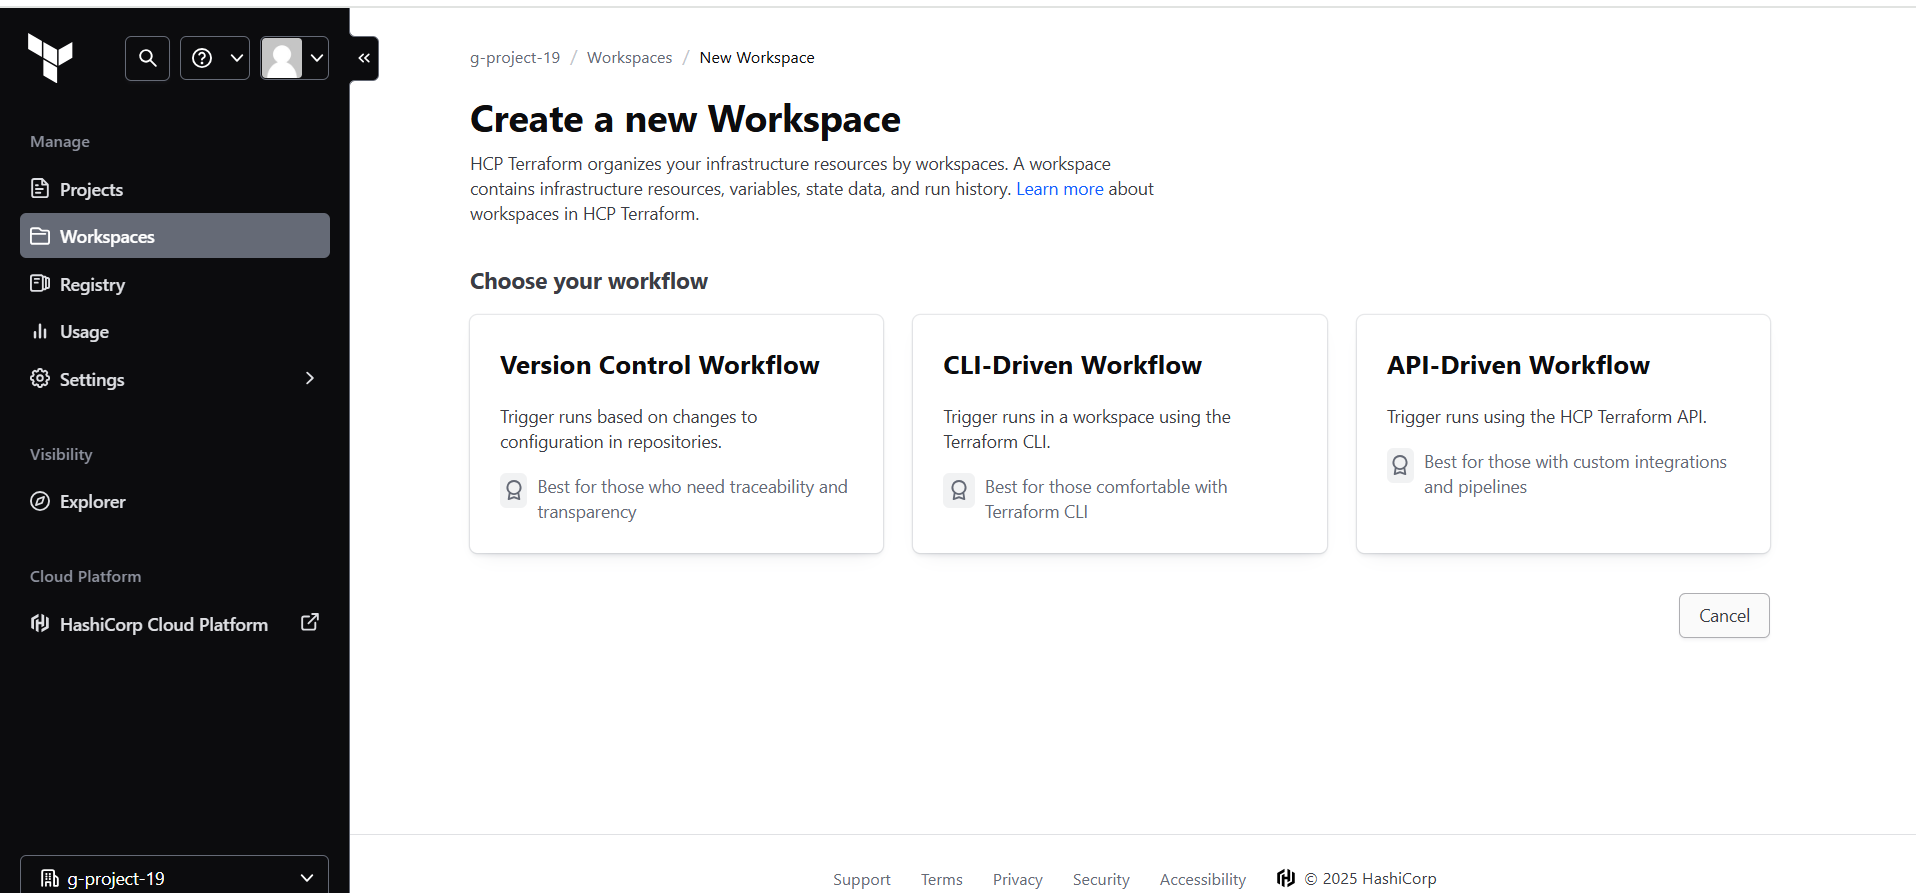 Manage
Projects
Workspaces
Registry
Usage
Settings
Visibility
Explorer
Cloud Platform
HashiCorp Cloud Platform
g-project-19
g-project-19 / Workspaces / New Workspace
Create a new Workspace
HCP Terraform organizes your infrastructure resources by workspaces. A workspace
contains infrastructure resources, variables, state data, and run history. Learn more about
workspaces in HCP Terraform.
Choose your workflow
Version Control Workflow
Trigger runs based on changes to
configuration in repositories.
Best for those who need traceability and
transparency
CLI-Driven Workflow
Trigger runs in a workspace using the
Terraform CLI.
Best for those comfortable with
Terraform CLI
API-Driven Workflow
Trigger runs using the HCP Terraform API.
Best for those with custom integrations
and pipelines
Cancel
Support Terms Privacy Security Accessibility © 2025 HashiCorp